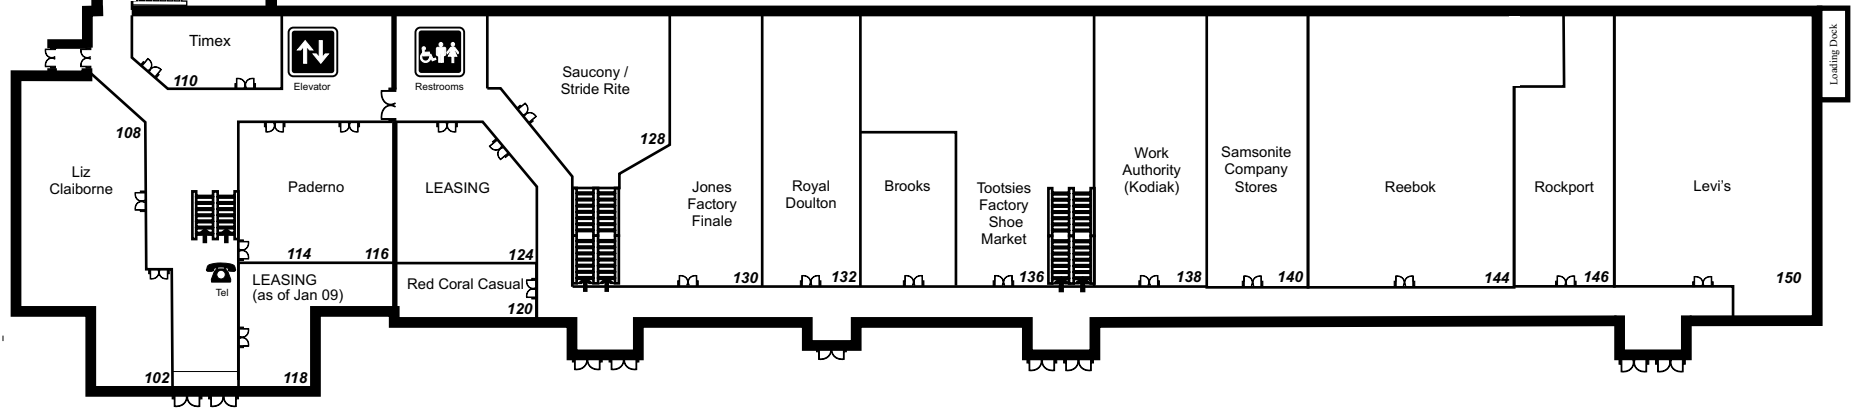 Timex
110
Elevator
Restrooms
Saucony /
Stride Rite
128
Loading Dock
108
Liz
Claiborne
Paderno
114
116
LEASING
124
Jones
Factory
Finale
130
Royal
Doulton
132
Brooks
Tootsies
Factory
Shoe
Market
136
Work
Authority
(Kodiak)
138
Samsonite
Company
Stores
140
Reebok
144
Rockport
146
Levi's
150
Tel
LEASING
(as of Jan 09)
Red Coral Casual
120
102
118